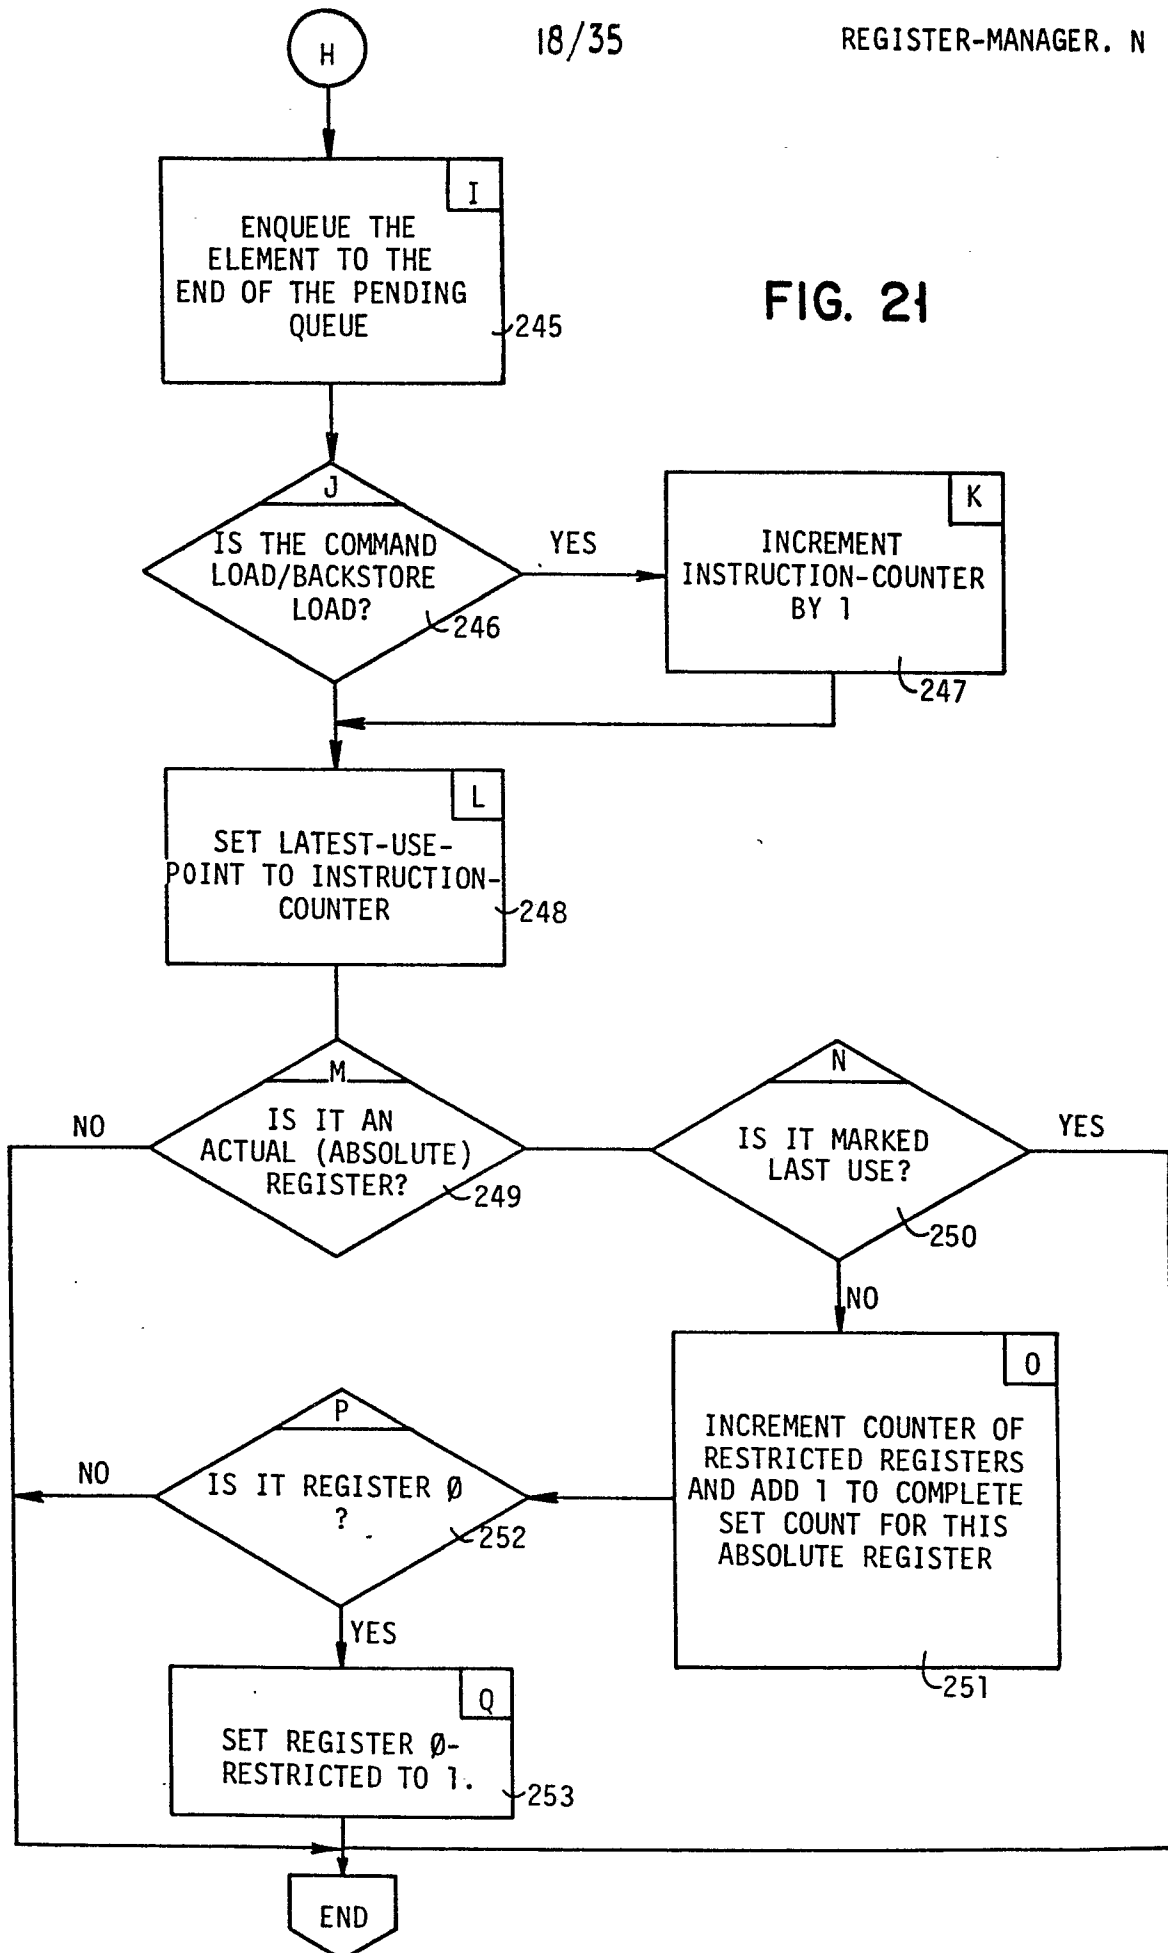 H
18/35
REGISTER-MANAGER. N
I
ENQUEUE THE
ELEMENT TO THE
END OF THE PENDING
QUEUE
245
FIG. 21
J
IS THE COMMAND
LOAD/BACKSTORE
LOAD?
246
YES
K
INCREMENT
INSTRUCTION-COUNTER
BY 1
247
L
SET LATEST-USE-
POINT TO INSTRUCTION-
COUNTER
248
NO
M
IS IT AN
ACTUAL (ABSOLUTE)
REGISTER?
249
N
IS IT MARKED
LAST USE?
250
YES
NO
O
INCREMENT COUNTER OF
RESTRICTED REGISTERS
AND ADD 1 TO COMPLETE
SET COUNT FOR THIS
ABSOLUTE REGISTER
251
NO
P
IS IT REGISTER Ø
?
252
YES
Q
SET REGISTER Ø-
RESTRICTED TO 1.
253
END